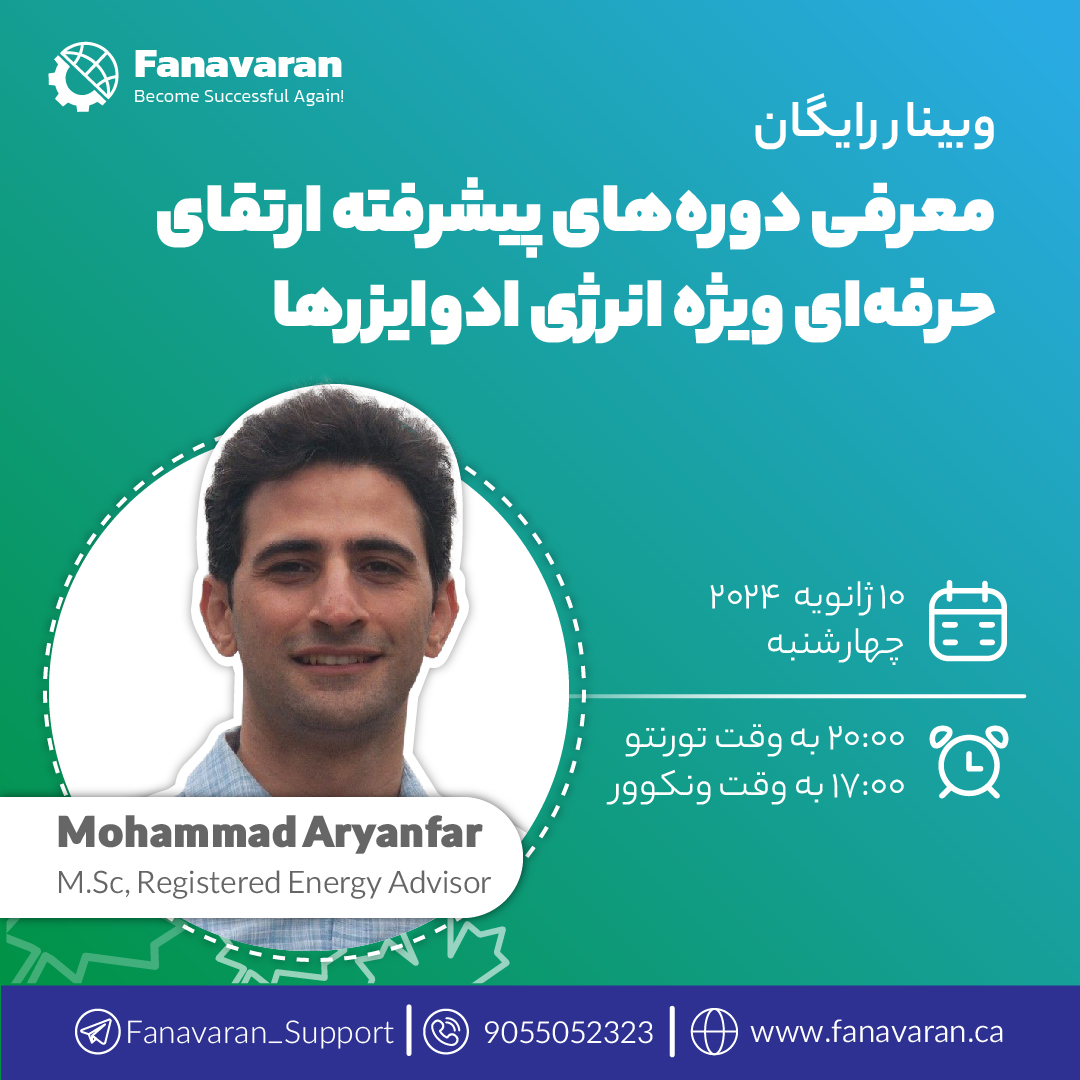 Fanavaran
Become Successful Again!
وبینار رایگان
معرفی دوره‌های پیشرفته ارتقای
حرفه‌ای ویژه انرژی ادوایزرها
۱۰ ژانویه ۲۰۲۴
چهارشنبه
۲۰:۰۰ به وقت تورنتو
۱۷:۰۰ به وقت ونکوور
Mohammad Aryanfar
M.Sc, Registered Energy Advisor
Fanavaran_Support | 9055052323 | www.fanavaran.ca